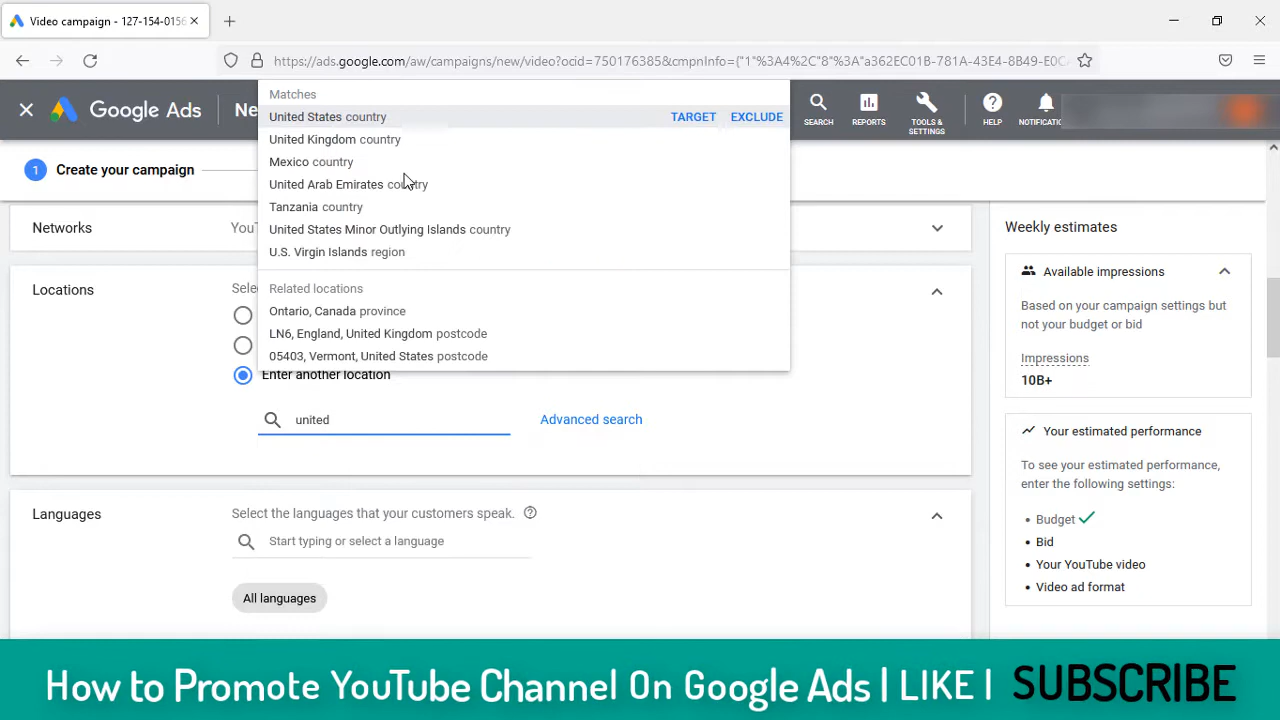 Video campaign - 127-154-0156
https://ads.google.com/aw/campaigns/new/video?ocid=750176385&cmpnInfo={"1"%3A4%2C"8"%3A"a362EC01B-781A-43E4-8B49-E0C
Google Ads
Ne
SEARCH
REPORTS
TOOLS & SETTINGS
HELP
NOTIFICATIO
1 Create your campaign
Matches
United States country TARGET EXCLUDE
United Kingdom country
Mexico country
United Arab Emirates country
Tanzania country
United States Minor Outlying Islands country
U.S. Virgin Islands region
Related locations
Ontario, Canada province
LN6, England, United Kingdom postcode
05403, Vermont, United States postcode
Networks
YouT
Locations
Selec
Enter another location
united
Advanced search
Languages
Select the languages that your customers speak.
Start typing or select a language
All languages
Weekly estimates
Available impressions
Based on your campaign settings but
not your budget or bid
Impressions
10B+
Your estimated performance
To see your estimated performance,
enter the following settings:
• Budget
• Bid
• Your YouTube video
• Video ad format
How to Promote YouTube Channel On Google Ads | LIKE | SUBSCRIBE